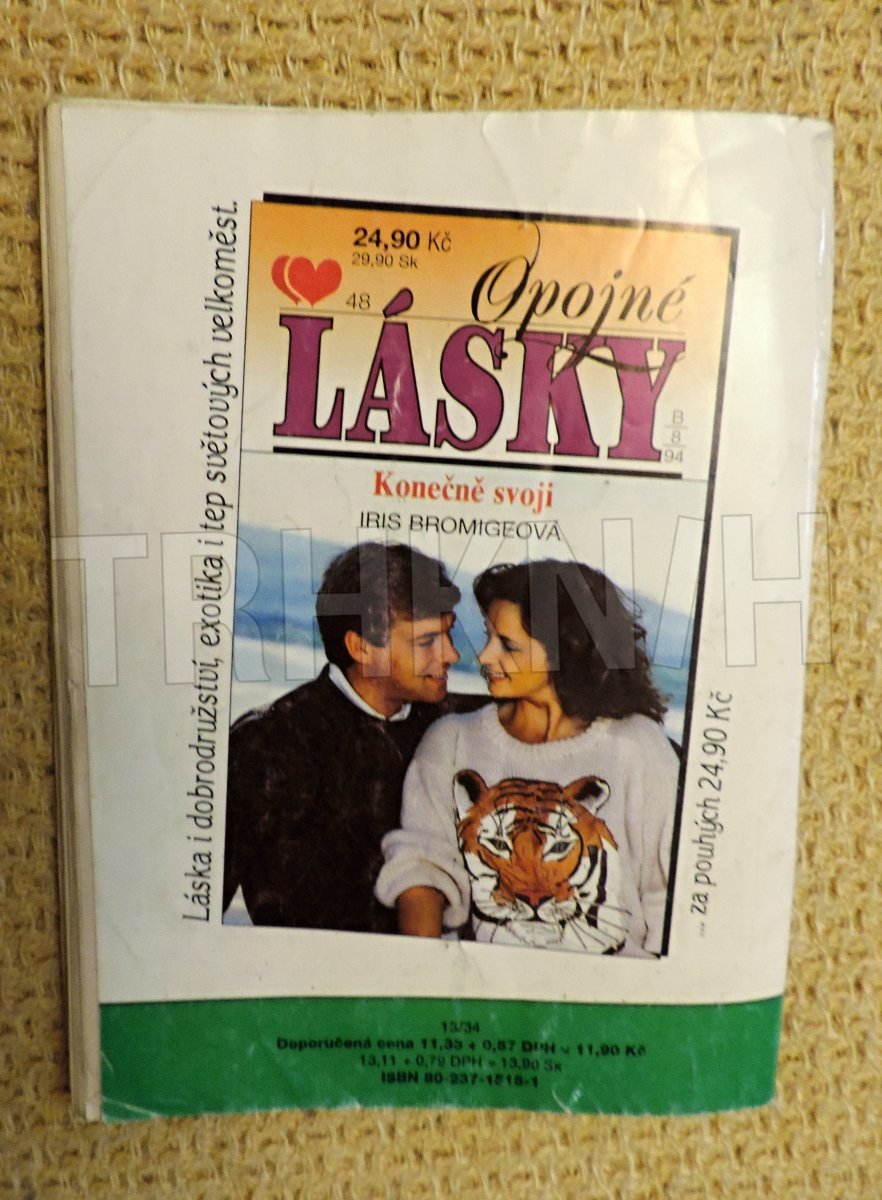 Láska i dobrodružství, exotika i tep světových velkoměst.
24,90 Kč
29,90 Sk
48
Opojné
LÁSKY
B
8
94
Konečně svoji
IRIS BROMIGEOVÁ
... za pouhých 24,90 Kč
13/34
Doporučená cena 11,33 + 0,57 DPH = 11,90 Kč
13,11 + 0,79 DPH = 13,90 Sk
ISBN 80-237-1518-1
TRHKNIH